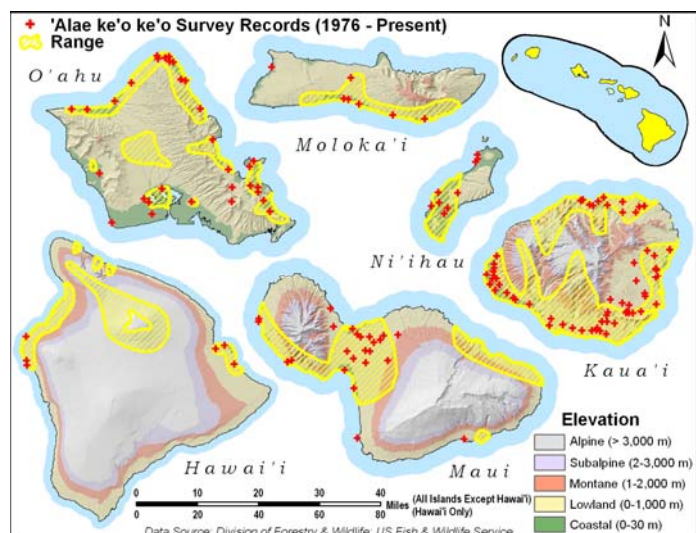 'Alae ke'o ke'o Survey Records (1976 - Present)
Range
N
O'ahu
Moloka'i
Ni'ihau
Kaua'i
Hawai'i
Maui
Elevation
Alpine (> 3,000 m)
Subalpine (2-3,000 m)
Montane (1-2,000 m)
Lowland (0-1,000 m)
Coastal (0-30 m)
0 5 10 15 20
0 10 20 30 40
Miles (All Islands Except Hawai'i)
(Hawai'i Only)
Data Source: Division of Forestry & Wildlife; US Fish & Wildlife Service